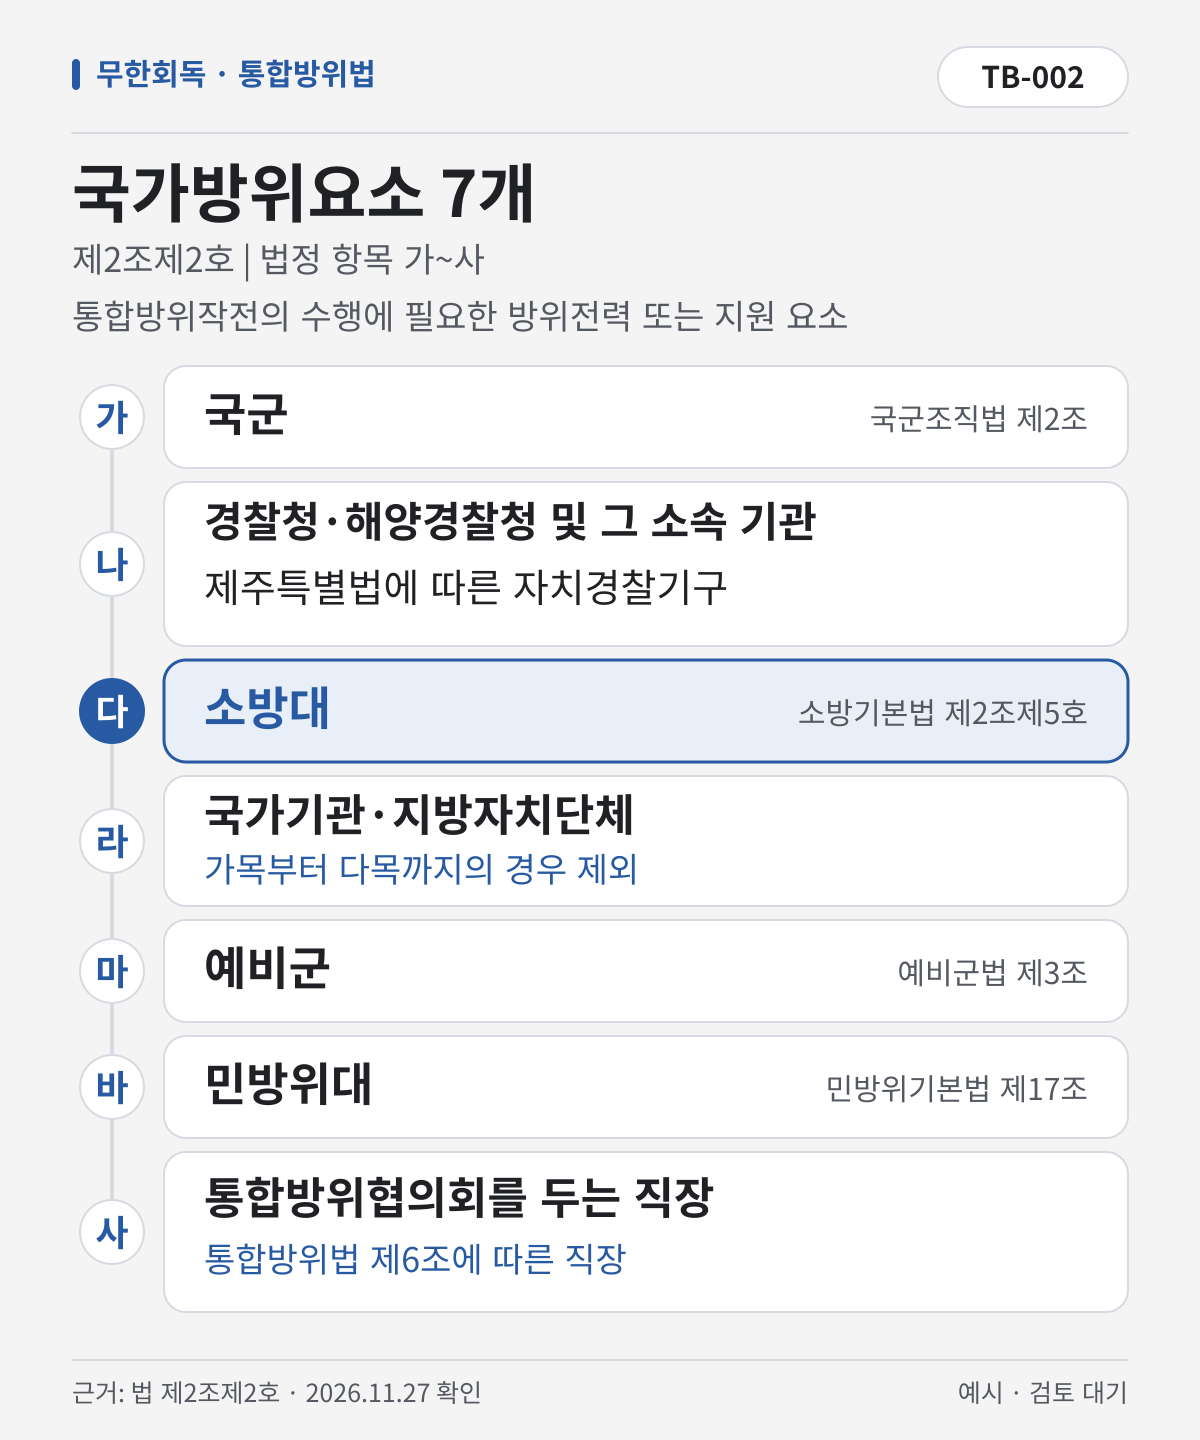 무한회독 · 통합방위법
TB-002
국가방위요소 7개
제2조제2호 | 법정 항목 가~사
통합방위작전의 수행에 필요한 방위전력 또는 지원 요소
가
국군
국군조직법 제2조
나
경찰청·해양경찰청 및 그 소속 기관
제주특별법에 따른 자치경찰기구
다
소방대
소방기본법 제2조제5호
라
국가기관·지방자치단체
가목부터 다목까지의 경우 제외
마
예비군
예비군법 제3조
바
민방위대
민방위기본법 제17조
사
통합방위협의회를 두는 직장
통합방위법 제6조에 따른 직장
근거: 법 제2조제2호 · 2026.11.27 확인
예시 · 검토 대기